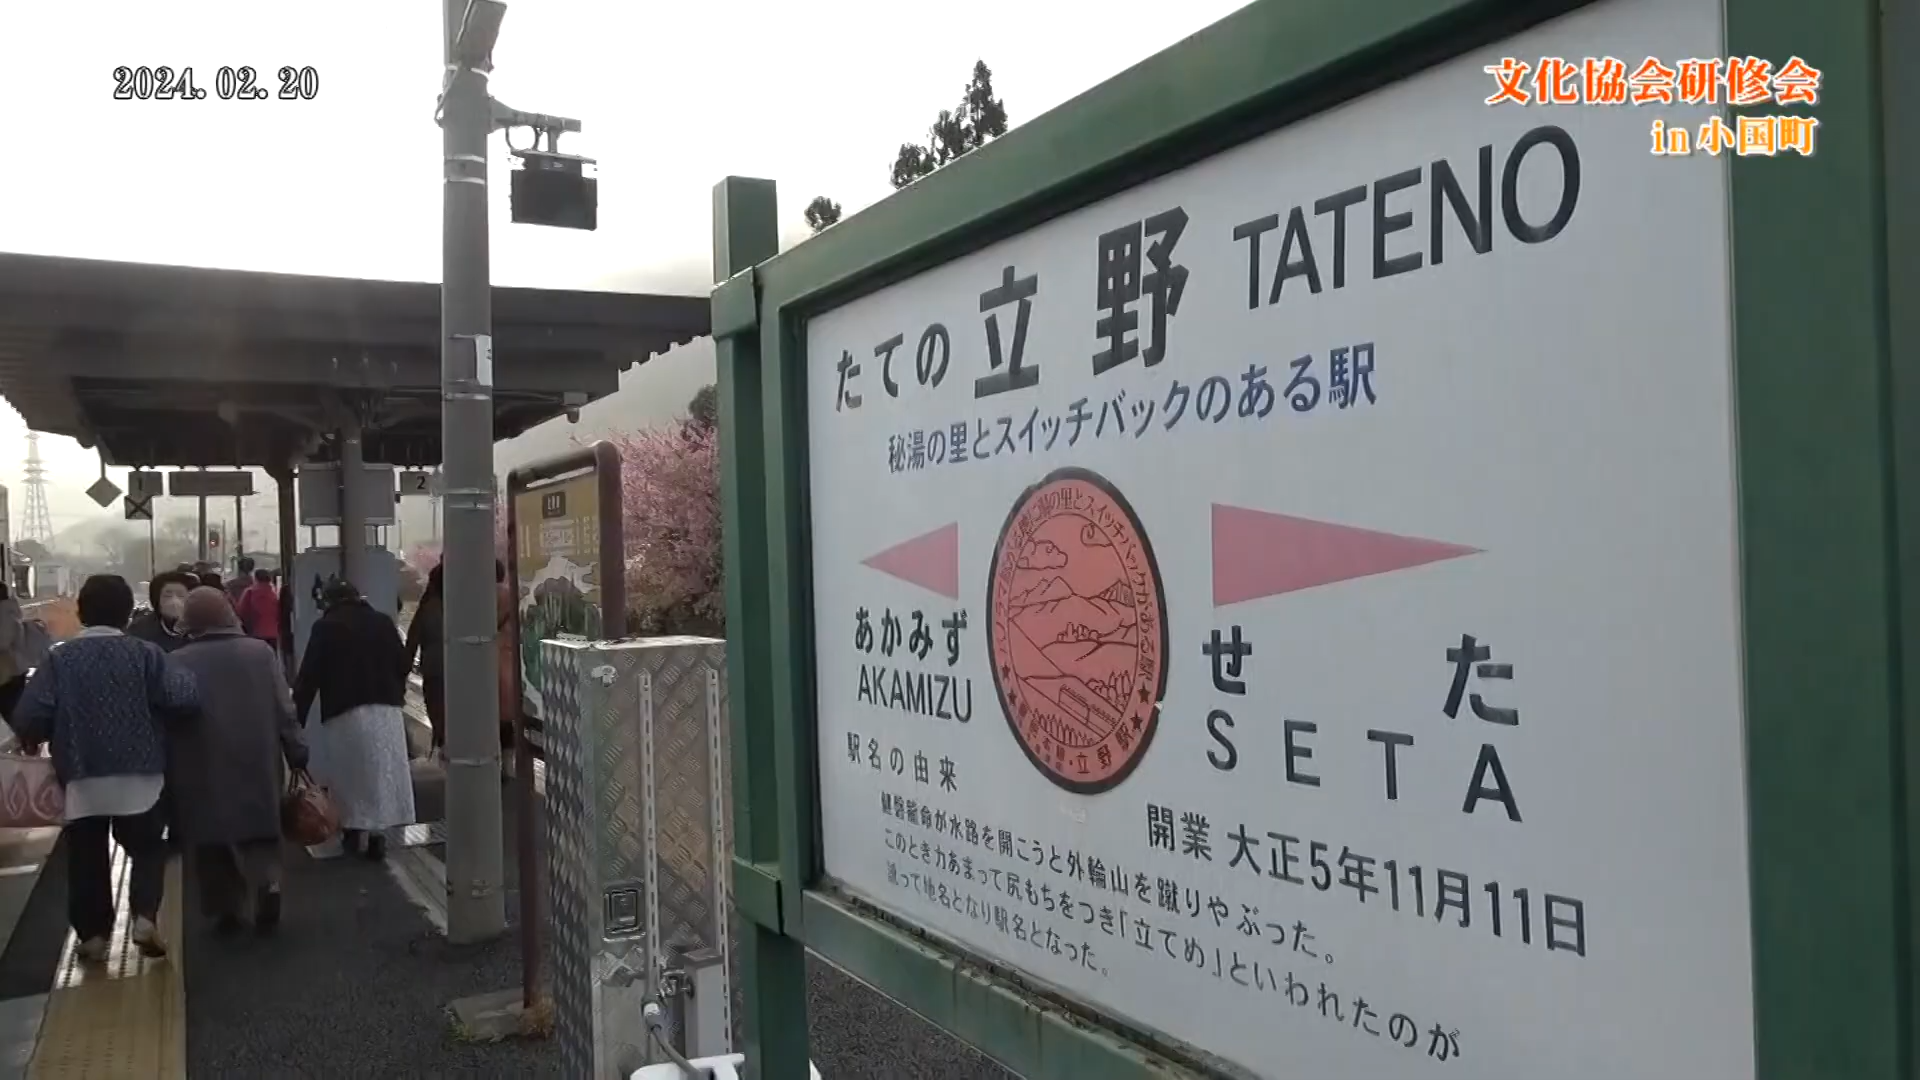 2024.02.20
文化協会研修会
in 小国町
たての 立野 TATENO
秘湯の里とスイッチバックのある駅
あかみず
AKAMIZU
せた
SETA
駅名の由来
開業 大正5年11月11日
健磐龍命が水路を開こうと外輪山を蹴りやぶった。
このとき力あまって尻もちをつき「立てめ」といわれたのが
訛って地名となり駅名となった。
1
2